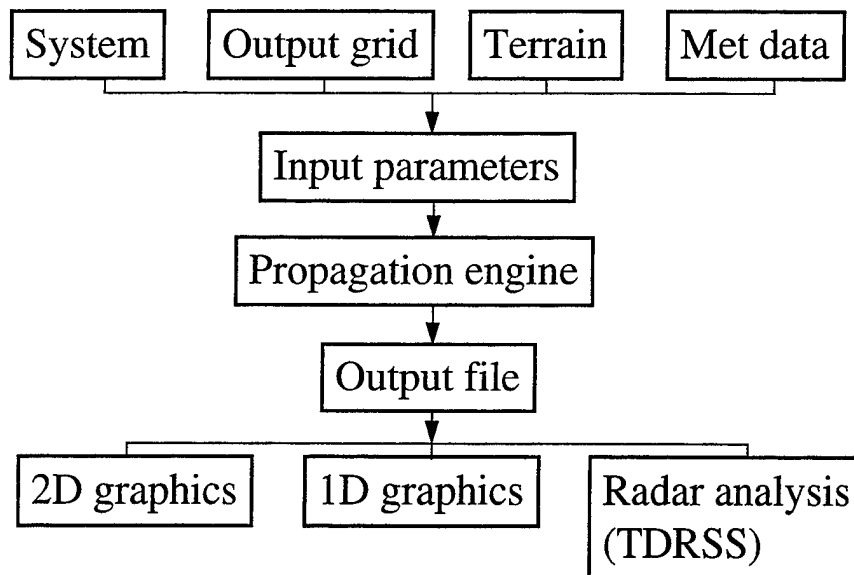 System
Output grid
Terrain
Met data
Input parameters
Propagation engine
Output file
2D graphics
1D graphics
Radar analysis
(TDRSS)